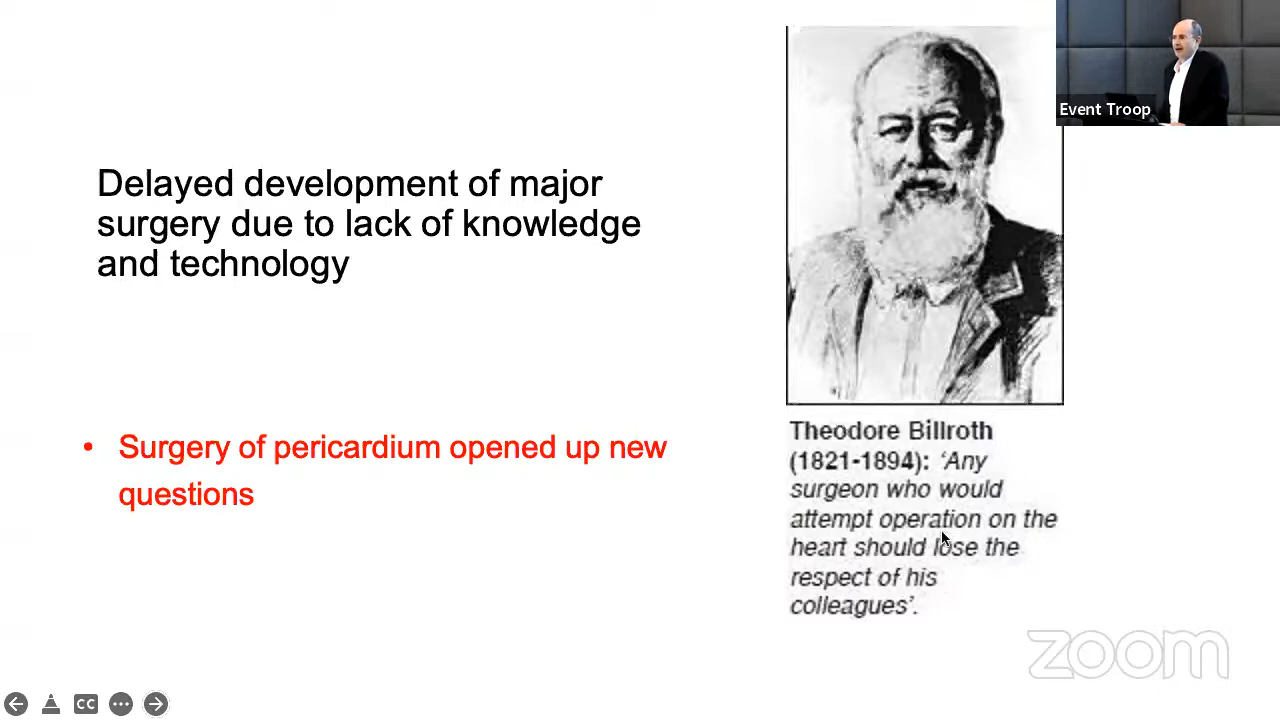 Event Troop
Delayed development of major
surgery due to lack of knowledge
and technology
• Surgery of pericardium opened up new
questions
Theodore Billroth
(1821-1894): ‘Any
surgeon who would
attempt operation on the
heart should lose the
respect of his
colleagues’.
zoom
CC